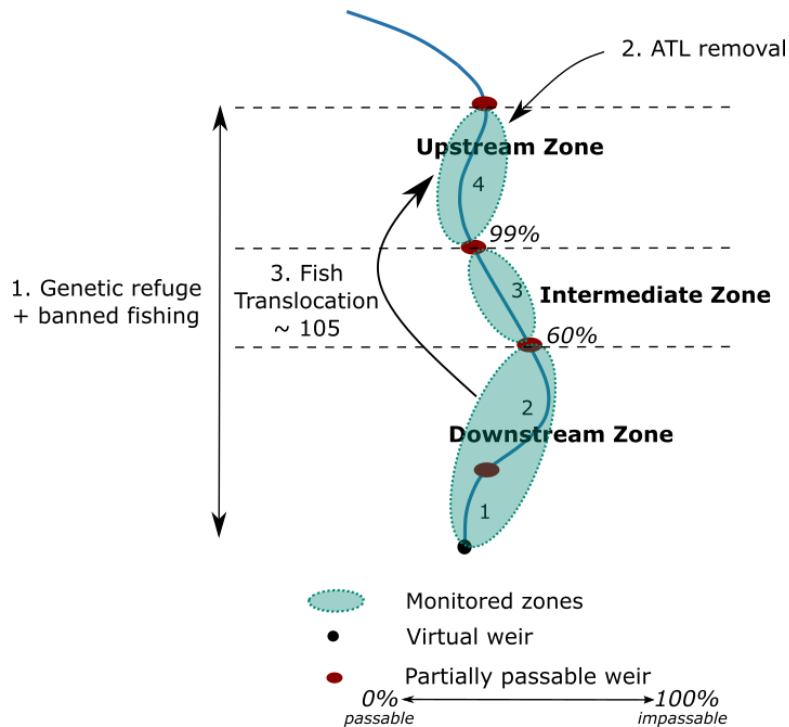 2. ATL removal
Upstream Zone
4
99%
1. Genetic refuge
+ banned fishing
3. Fish
Translocation
~ 105
3
Intermediate Zone
60%
2
Downstream Zone
1
Monitored zones
Virtual weir
Partially passable weir
0%
passable
100%
impassable